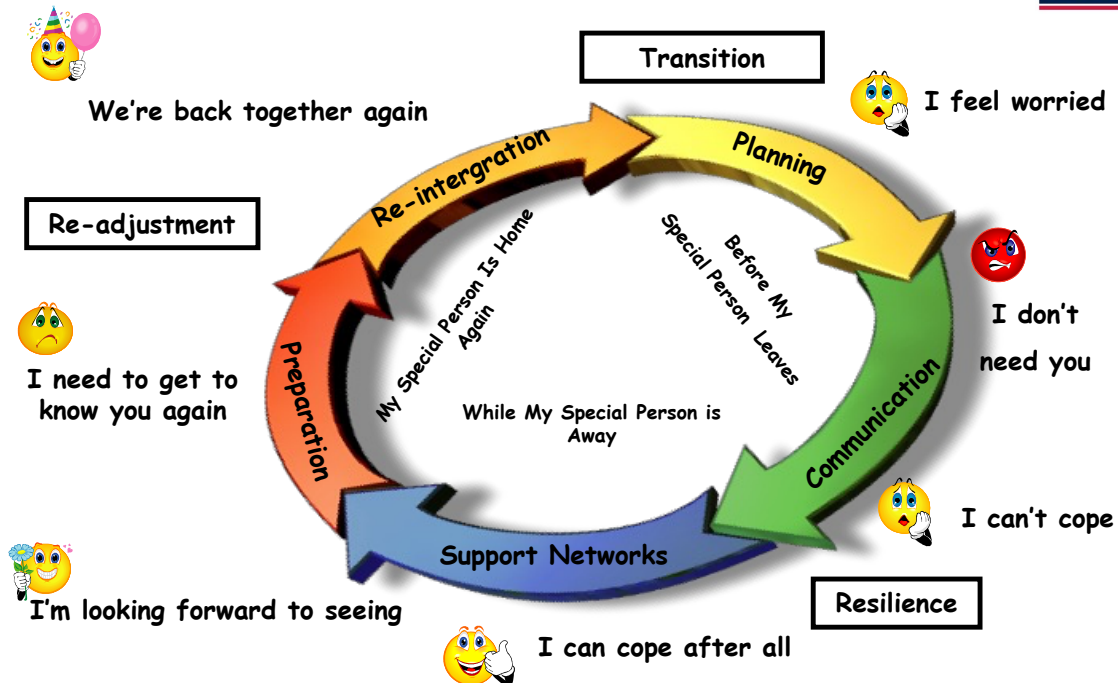 Transition
I feel worried
We're back together again
Planning
Re-intergration
Re-adjustment
My Special Person Is Home
Again
Before My
Special Person Leaves
I don't
need you
I need to get to
know you again
Preparation
While My Special Person is
Away
Communication
I can't cope
Support Networks
Resilience
I'm looking forward to seeing
I can cope after all